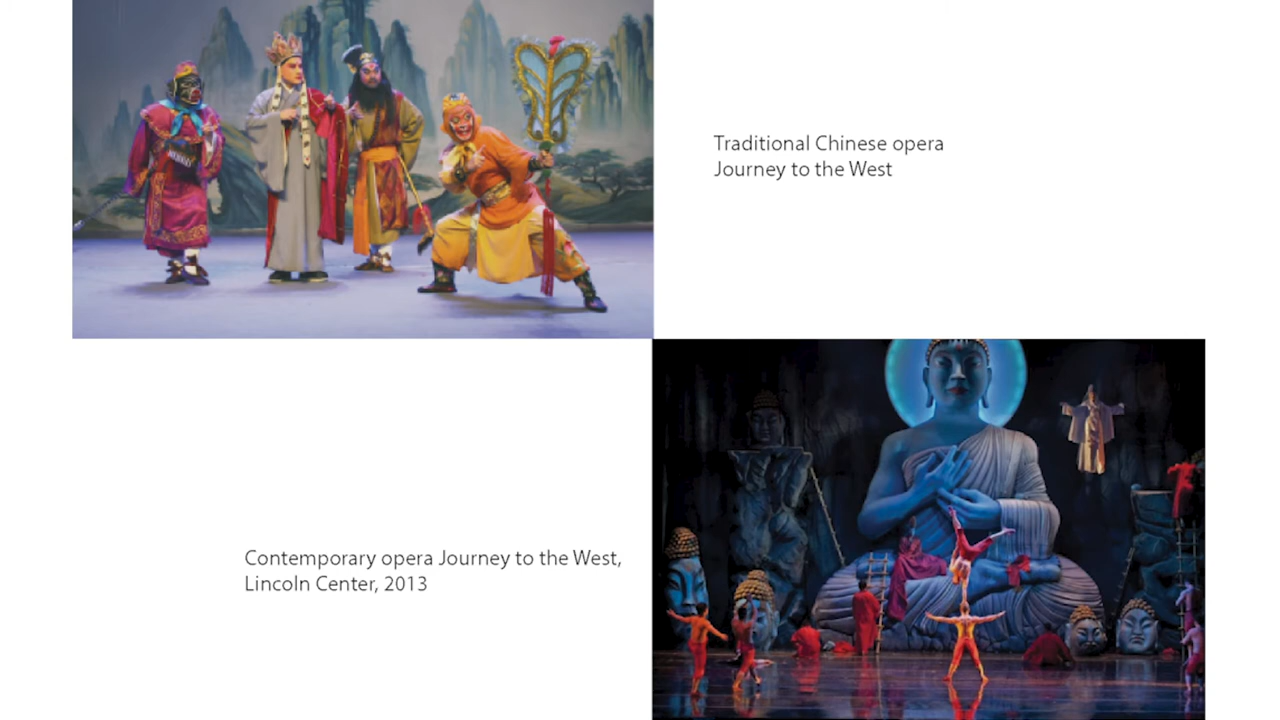 Traditional Chinese opera
Journey to the West
Contemporary opera Journey to the West,
Lincoln Center, 2013